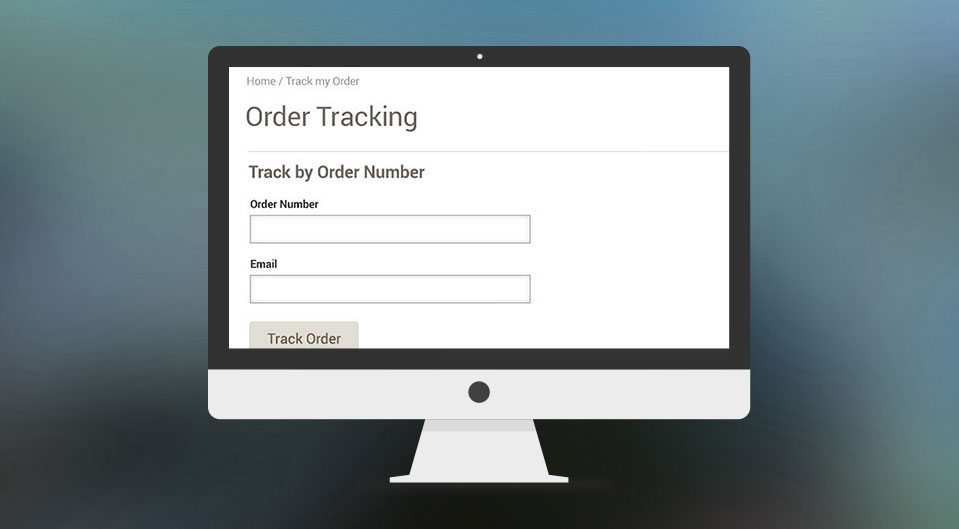 Home / Track my Order
Order Tracking
Track by Order Number
Order Number
Email
Track Order